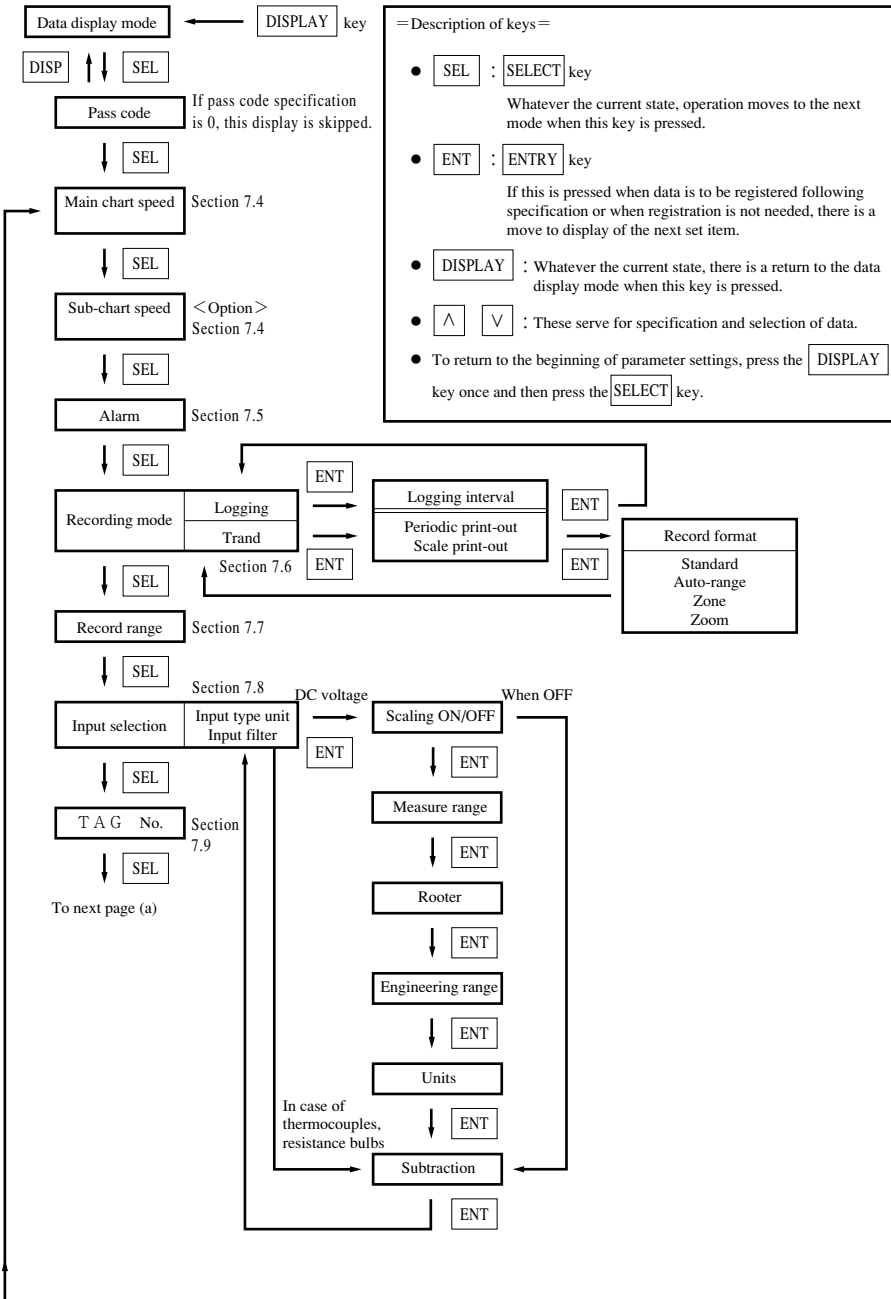 Data display mode
DISPLAY key
DISP
SEL
Pass code
If pass code specification
is 0, this display is skipped.
SEL
Main chart speed
Section 7.4
SEL
Sub-chart speed
<Option>
Section 7.4
SEL
Alarm
Section 7.5
SEL
=Description of keys=
● SEL : SELECT key
Whatever the current state, operation moves to the next
mode when this key is pressed.
● ENT : ENTRY key
If this is pressed when data is to be registered following
specification or when registration is not needed, there is a
move to display of the next set item.
● DISPLAY : Whatever the current state, there is a return to the data
display mode when this key is pressed.
● ∧ ∨ : These serve for specification and selection of data.
● To return to the beginning of parameter settings, press the DISPLAY
key once and then press the SELECT key.
Recording mode
Logging
Trand
Section 7.6
ENT
ENT
Logging interval
Periodic print-out
Scale print-out
ENT
ENT
Record format
Standard
Auto-range
Zone
Zoom
SEL
Record range
Section 7.7
SEL
Section 7.8
Input selection
Input type unit
Input filter
DC voltage
ENT
Scaling ON/OFF
When OFF
ENT
Measure range
ENT
Rooter
ENT
Engineering range
ENT
Units
ENT
In case of
thermocouples,
resistance bulbs
Subtraction
ENT
SEL
TAG No.
Section
7.9
SEL
To next page (a)